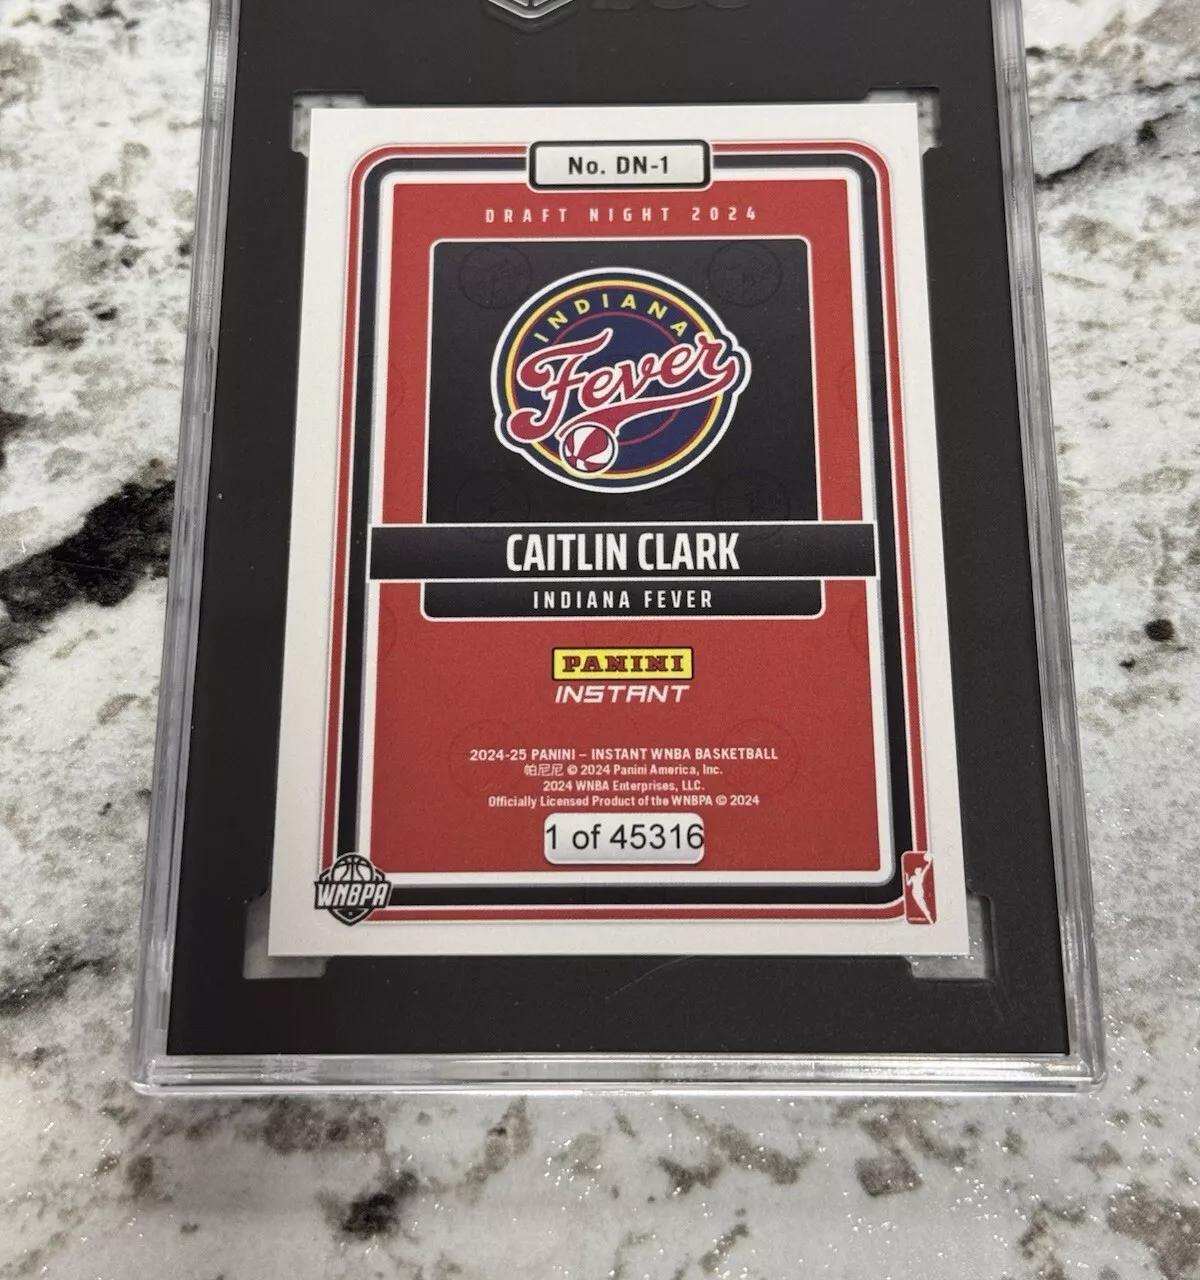 No. DN-1
DRAFT NIGHT 2024
INDIANA
Fever
CAITLIN CLARK
INDIANA FEVER
PANINI
INSTANT
2024-25 PANINI – INSTANT WNBA BASKETBALL
帕尼尼 © 2024 Panini America, Inc.
2024 WNBA Enterprises, LLC.
Officially Licensed Product of the WNBPA © 2024
1 of 45316
WNBPA